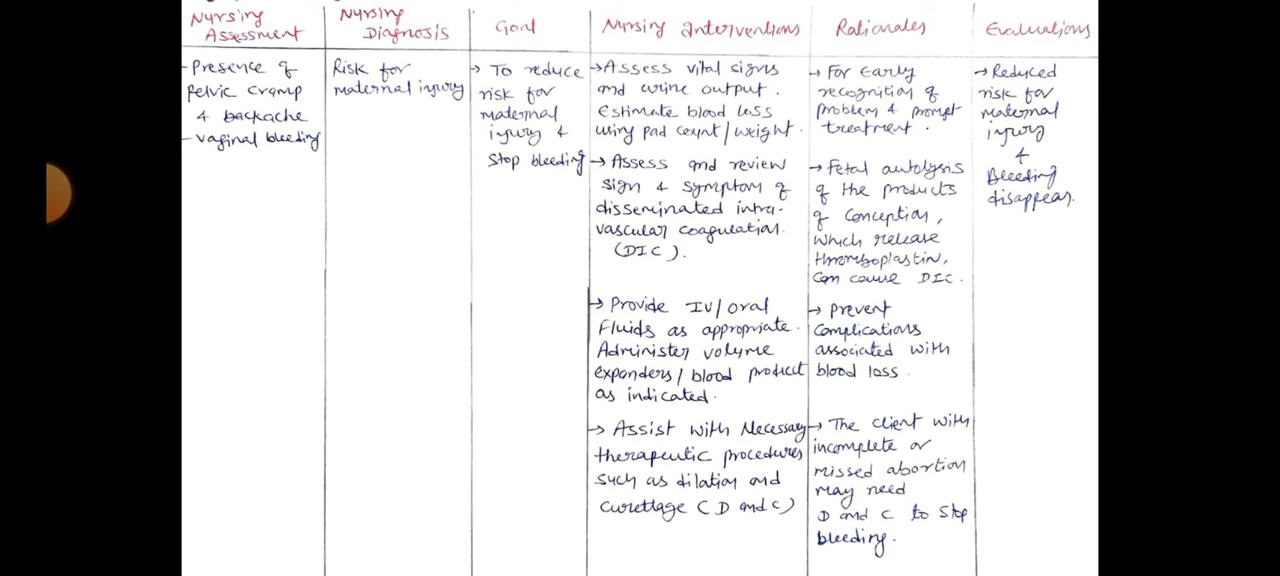 Nursing Assessment
Nursing Diagnosis
Goal
Nursing Interventions
Rationales
Evaluations
- Presence of
pelvic cramp
& backache
- vaginal bleeding
Risk for
maternal injury
→ To reduce
risk for
maternal
injury &
Stop bleeding
→ Assess vital signs
and urine output.
Estimate blood loss
using pad count/weight.
→ Assess and review
sign & symptom of
disseminated intra-
vascular coagulation.
(DIC).
→ Provide IV/oral
Fluids as appropriate.
Administer volume
expanders/blood product
as indicated.
→ Assist with Necessary
therapeutic procedures
such as dilation and
curettage (D and C)
→ For Early
recognition of
problem & prompt
treatment.
→ Fetal autolysis
of the products
of conception,
which release
thromboplastin,
can cause DIC.
→ Prevent
complications
associated with
blood loss.
→ The client with
incomplete or
missed abortion
may need
D and C to stop
bleeding.
→ Reduced
risk for
maternal
injury
&
Bleeding
disappear.